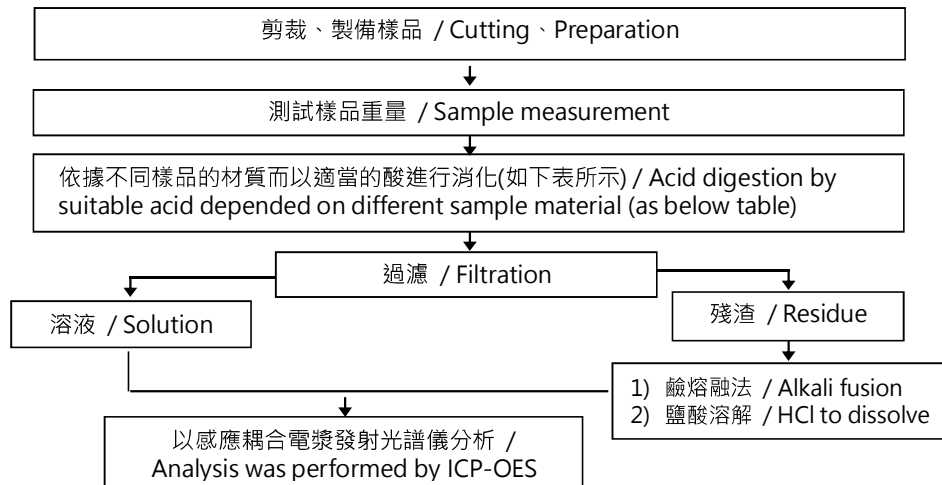 剪裁、製備樣品 / Cutting、Preparation
測試樣品重量 / Sample measurement
依據不同樣品的材質而以適當的酸進行消化(如下表所示) / Acid digestion by
suitable acid depended on different sample material (as below table)
過濾 / Filtration
溶液 / Solution
殘渣 / Residue
1) 鹼熔融法 / Alkali fusion
2) 鹽酸溶解 / HCl to dissolve
以感應耦合電漿發射光譜儀分析 /
Analysis was performed by ICP-OES